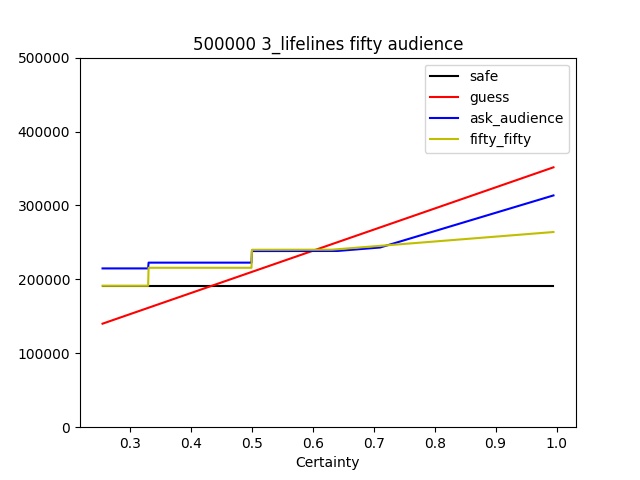 500000 3_lifelines fifty audience
500000
400000
300000
200000
100000
0
safe
guess
ask_audience
fifty_fifty
0.3 0.4 0.5 0.6 0.7 0.8 0.9 1.0
Certainty